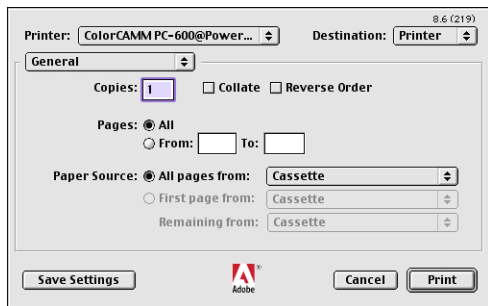 8.6 (219)
Printer: ColorCAMM PC-600@Power... Destination: Printer
General
Copies: 1 Collate Reverse Order
Pages: All
From: To:
Paper Source: All pages from: Cassette
First page from: Cassette
Remaining from: Cassette
Save Settings Adobe® Cancel Print